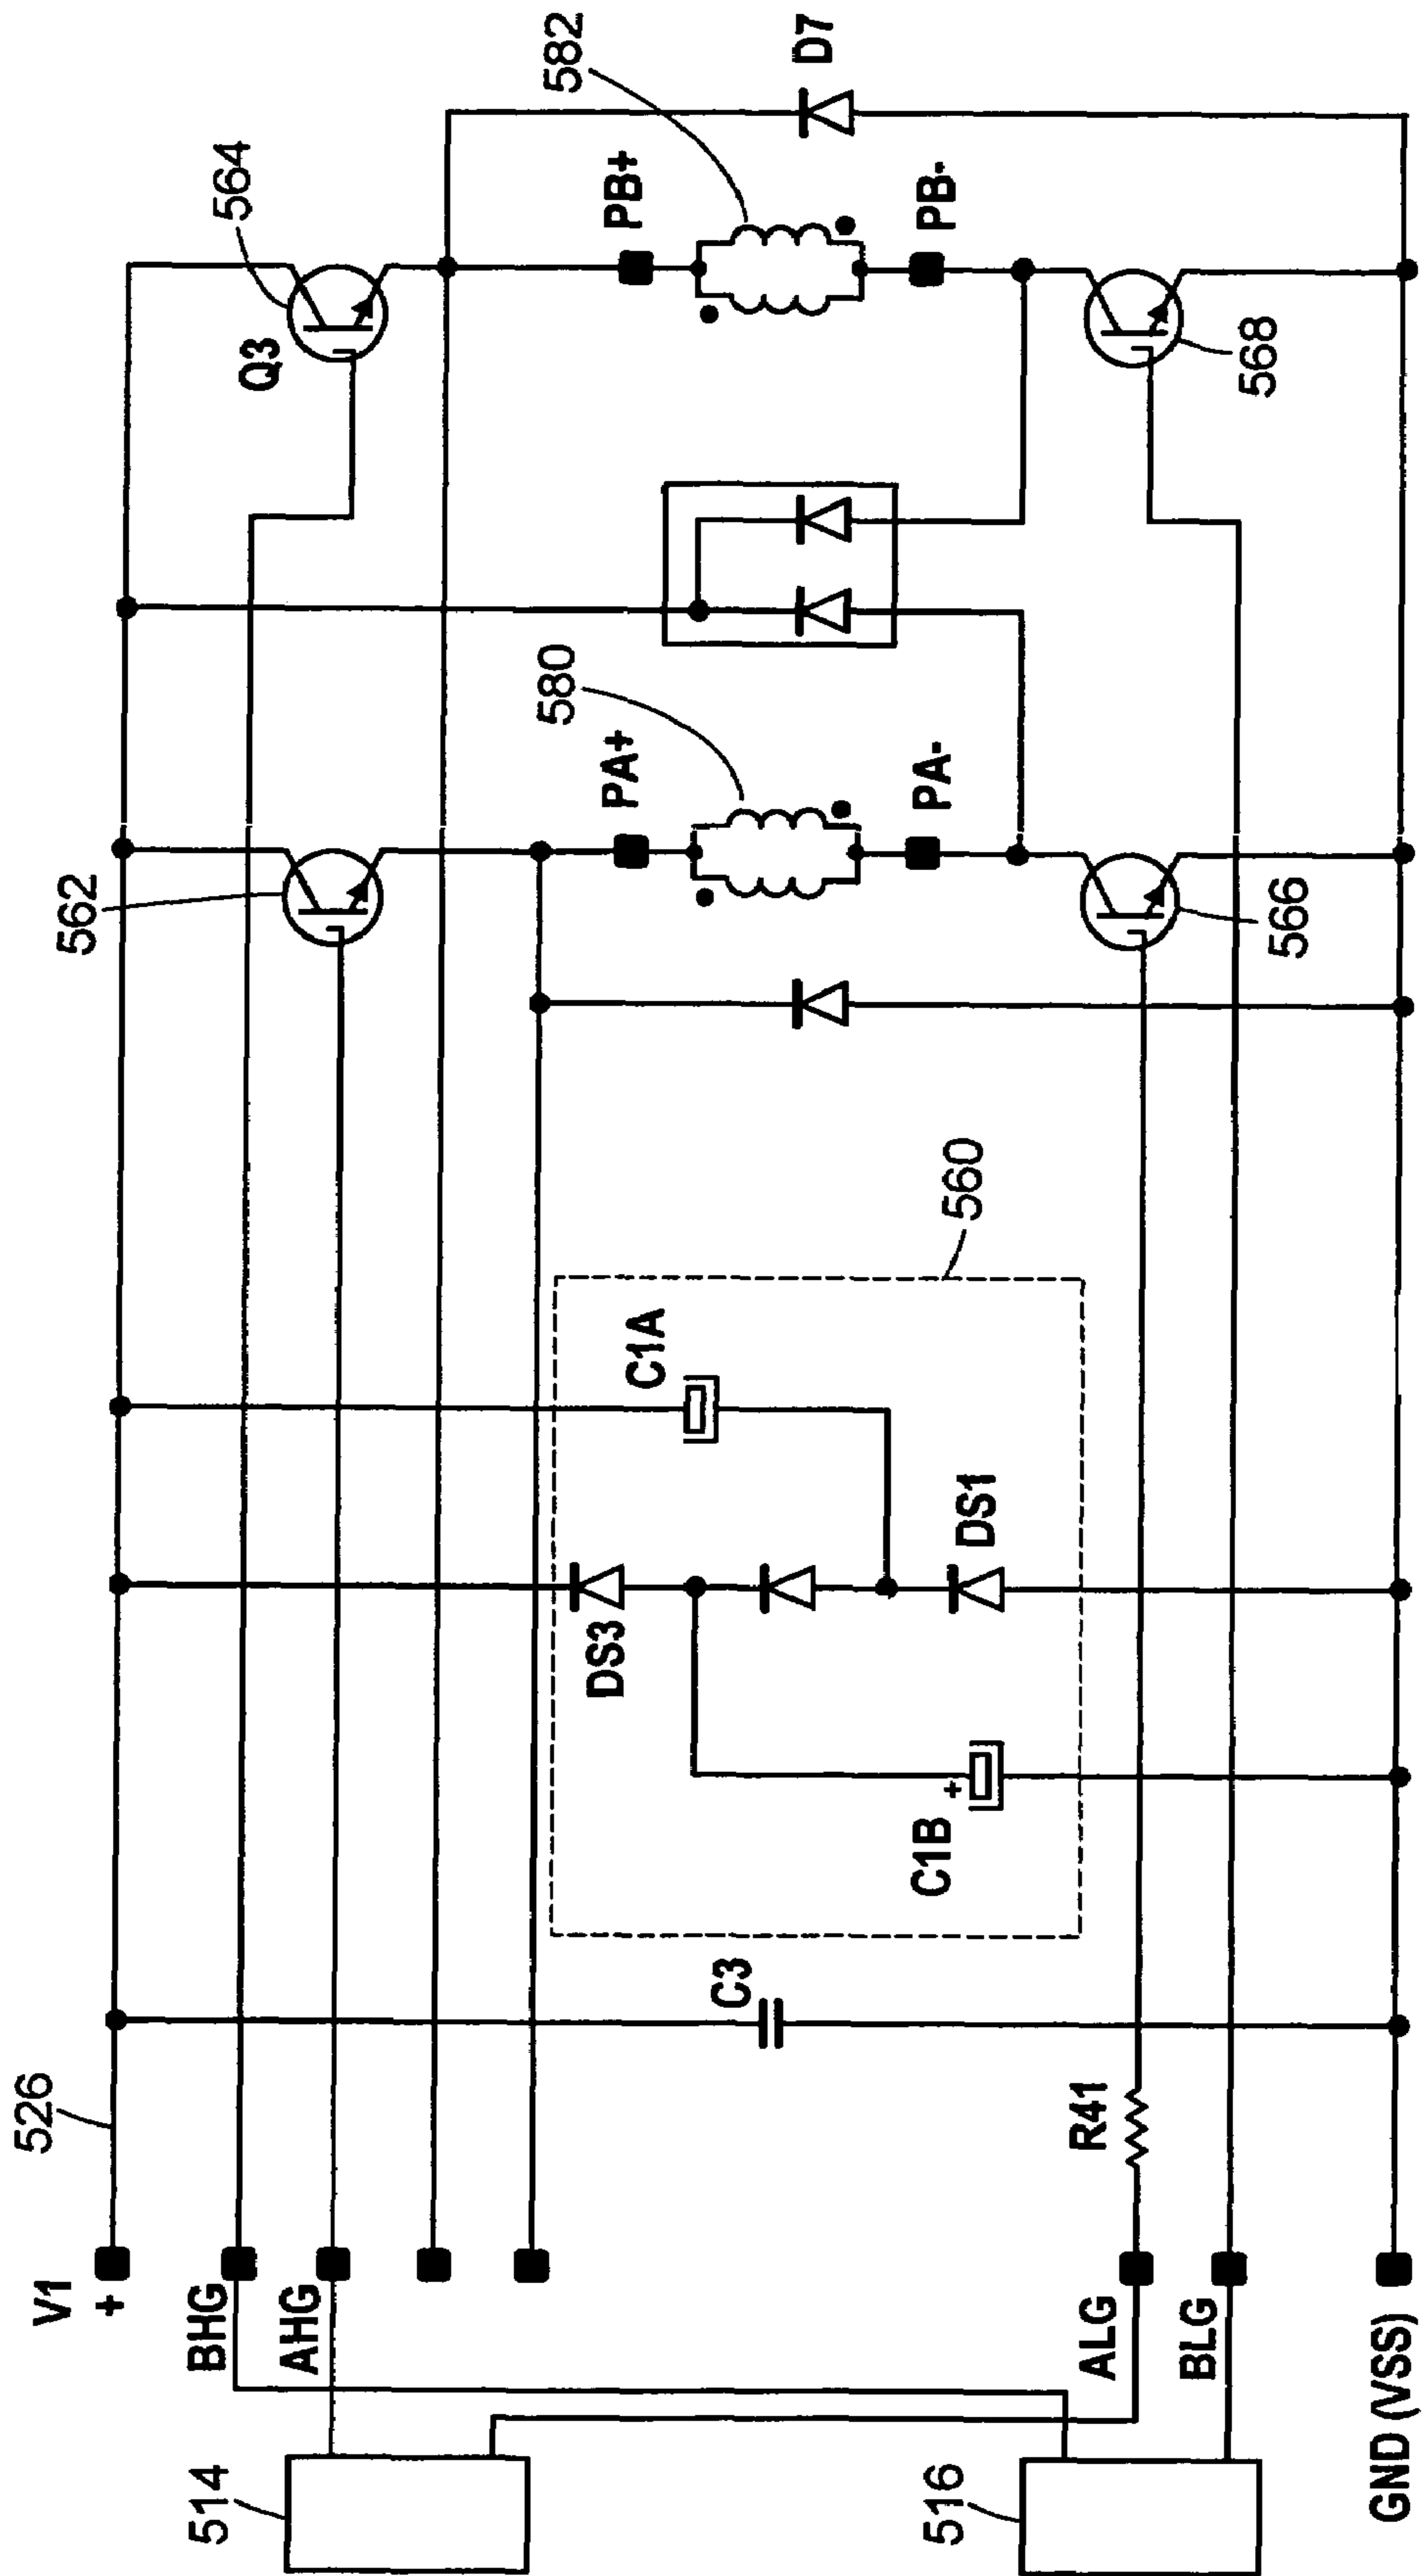 V1
+
526
BHG
AHG
514
ALG
BLG
516
GND (VSS)
R41
C3
C1B
+
DS3
DS1
C1A
560
562
566
580
PA+
PA-
564
Q3
568
582
PB+
PB-
D7